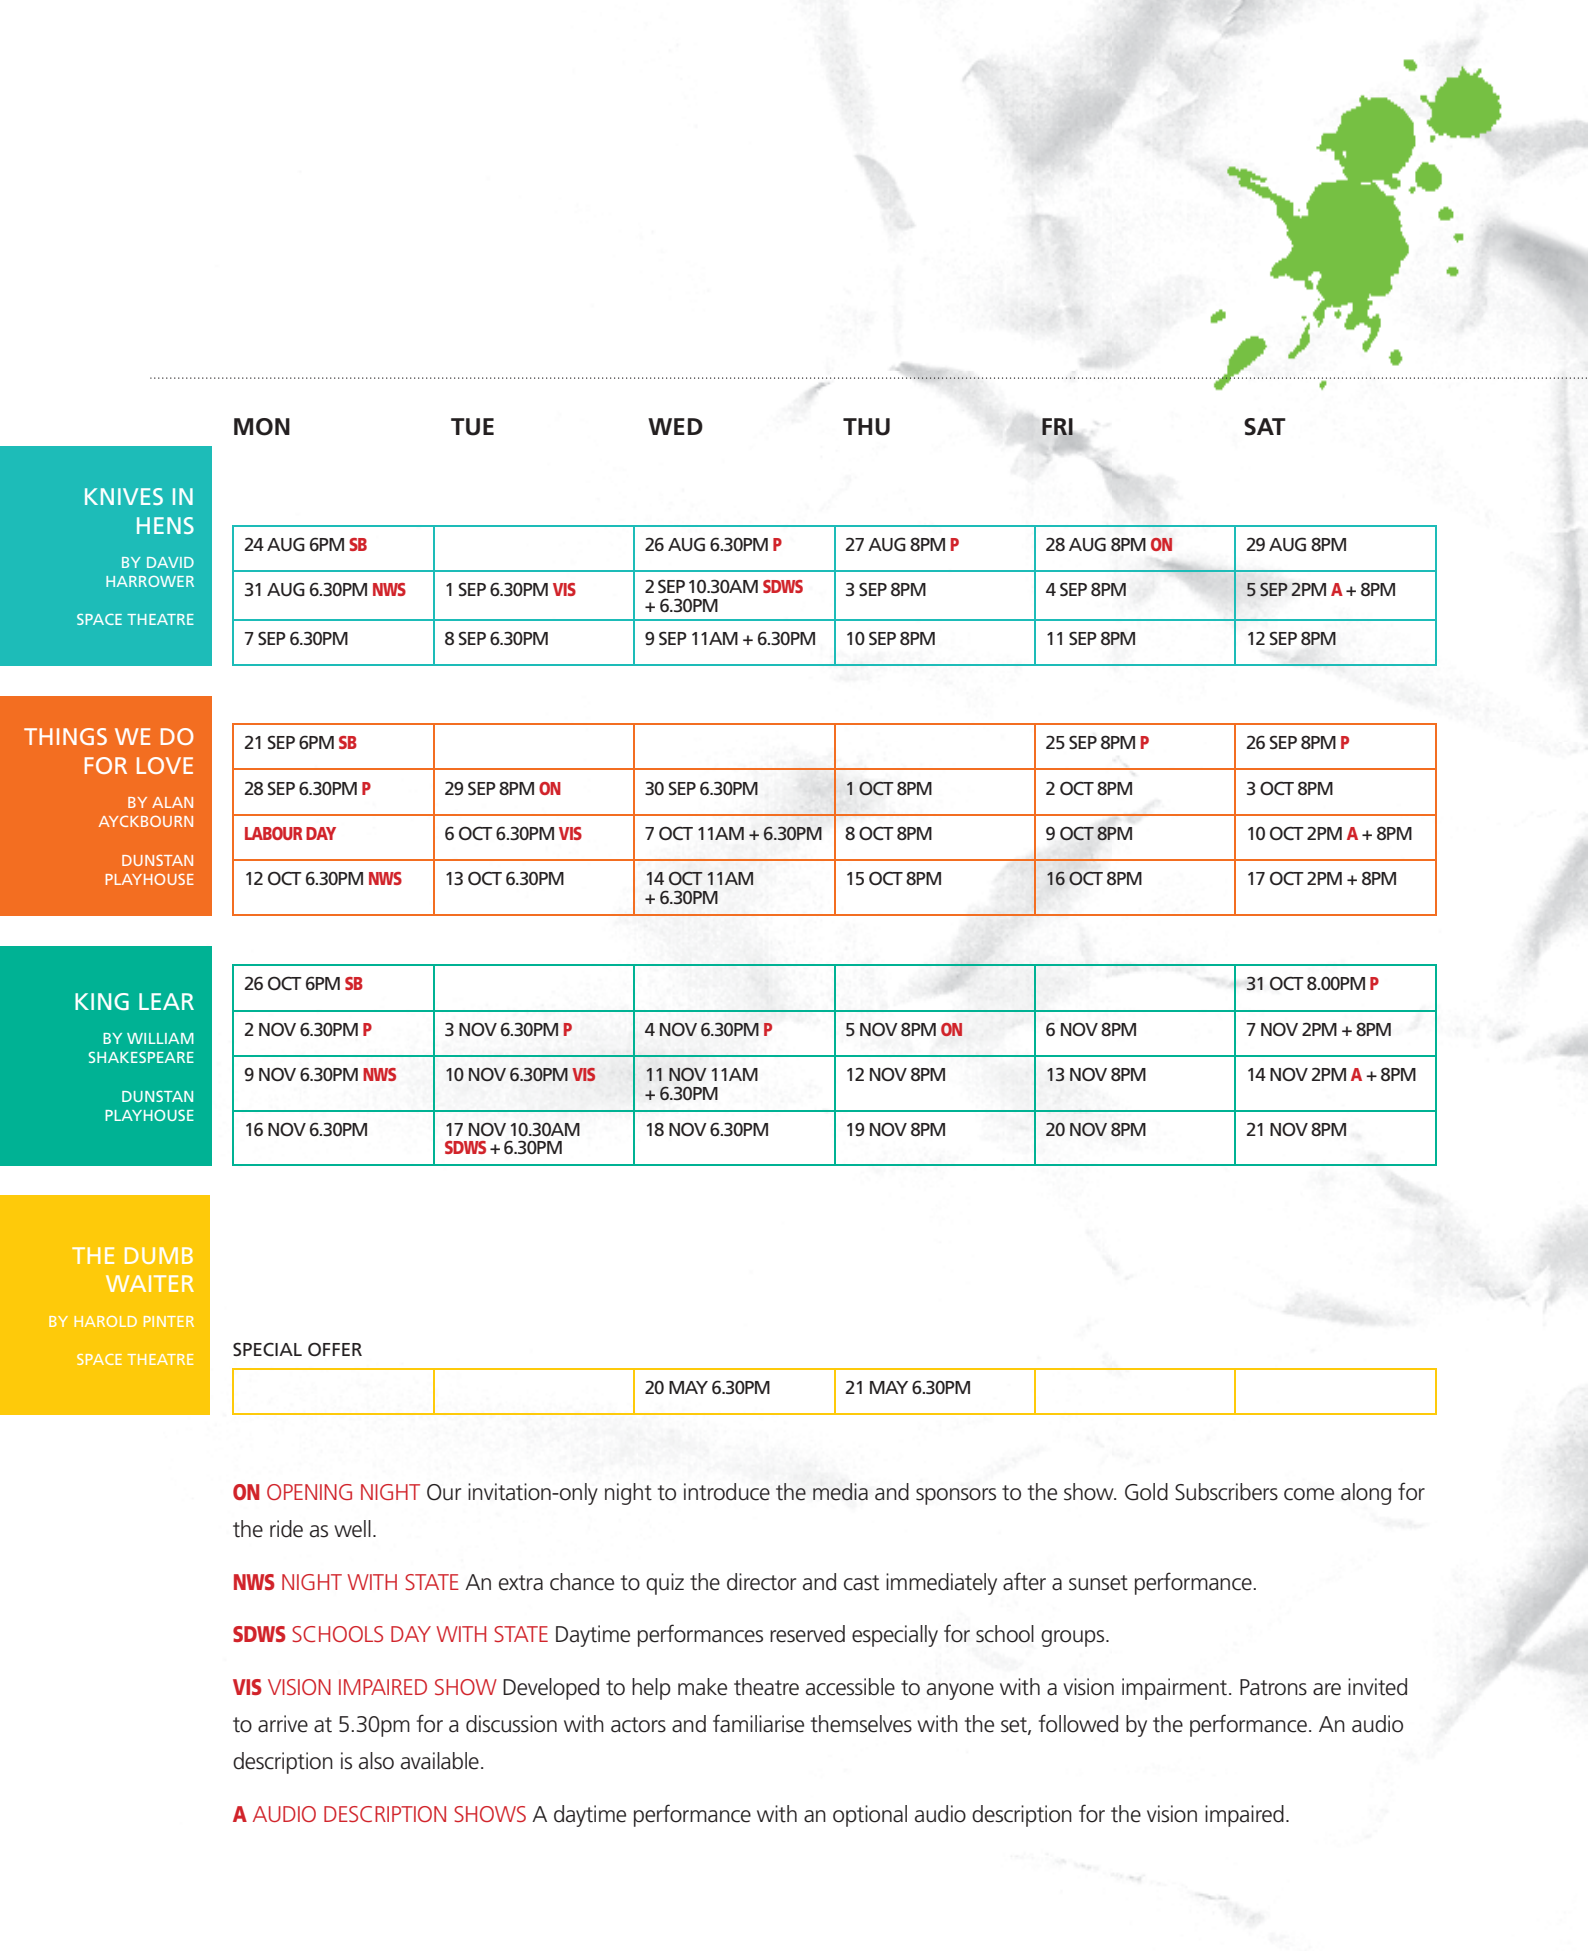 MON TUE WED THU FRI SAT
KNIVES IN
HENS
BY DAVID
HARROWER
SPACE THEATRE
24 AUG 6PM SB 26 AUG 6.30PM P 27 AUG 8PM P 28 AUG 8PM ON 29 AUG 8PM
31 AUG 6.30PM NWS 1 SEP 6.30PM VIS 2 SEP 10.30AM SDWS + 6.30PM 3 SEP 8PM 4 SEP 8PM 5 SEP 2PM A + 8PM
7 SEP 6.30PM 8 SEP 6.30PM 9 SEP 11AM + 6.30PM 10 SEP 8PM 11 SEP 8PM 12 SEP 8PM
THINGS WE DO
FOR LOVE
BY ALAN
AYCKBOURN
DUNSTAN
PLAYHOUSE
21 SEP 6PM SB 25 SEP 8PM P 26 SEP 8PM P
28 SEP 6.30PM P 29 SEP 8PM ON 30 SEP 6.30PM 1 OCT 8PM 2 OCT 8PM 3 OCT 8PM
LABOUR DAY 6 OCT 6.30PM VIS 7 OCT 11AM + 6.30PM 8 OCT 8PM 9 OCT 8PM 10 OCT 2PM A + 8PM
12 OCT 6.30PM NWS 13 OCT 6.30PM 14 OCT 11AM + 6.30PM 15 OCT 8PM 16 OCT 8PM 17 OCT 2PM + 8PM
KING LEAR
BY WILLIAM
SHAKESPEARE
DUNSTAN
PLAYHOUSE
26 OCT 6PM SB 31 OCT 8.00PM P
2 NOV 6.30PM P 3 NOV 6.30PM P 4 NOV 6.30PM P 5 NOV 8PM ON 6 NOV 8PM 7 NOV 2PM + 8PM
9 NOV 6.30PM NWS 10 NOV 6.30PM VIS 11 NOV 11AM + 6.30PM 12 NOV 8PM 13 NOV 8PM 14 NOV 2PM A + 8PM
16 NOV 6.30PM 17 NOV 10.30AM SDWS + 6.30PM 18 NOV 6.30PM 19 NOV 8PM 20 NOV 8PM 21 NOV 8PM
THE DUMB
WAITER
BY HAROLD PINTER
SPACE THEATRE
SPECIAL OFFER
20 MAY 6.30PM 21 MAY 6.30PM
ON OPENING NIGHT Our invitation-only night to introduce the media and sponsors to the show. Gold Subscribers come along for
the ride as well.
NWS NIGHT WITH STATE An extra chance to quiz the director and cast immediately after a sunset performance.
SDWS SCHOOLS DAY WITH STATE Daytime performances reserved especially for school groups.
VIS VISION IMPAIRED SHOW Developed to help make theatre accessible to anyone with a vision impairment. Patrons are invited
to arrive at 5.30pm for a discussion with actors and familiarise themselves with the set, followed by the performance. An audio
description is also available.
A AUDIO DESCRIPTION SHOWS A daytime performance with an optional audio description for the vision impaired.